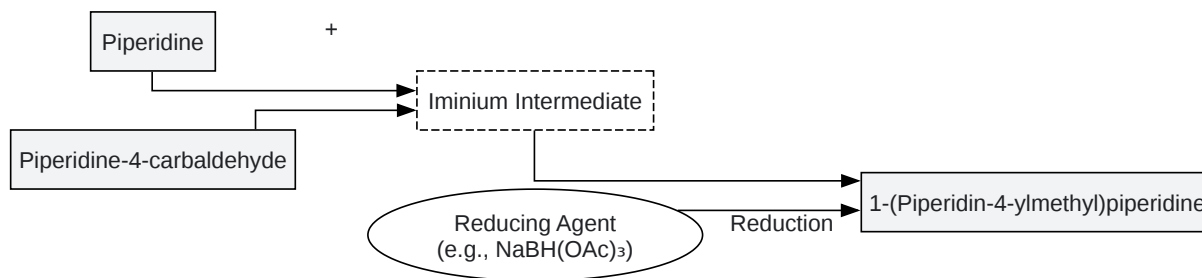 Piperidine
+
Iminium Intermediate
Piperidine-4-carbaldehyde
1-(Piperidin-4-ylmethyl)piperidine
Reducing Agent
(e.g., NaBH(OAc)₃)
Reduction